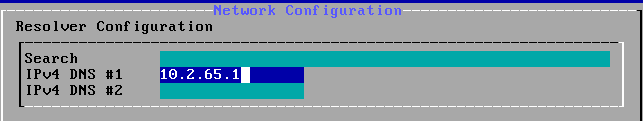 Network Configuration
Resolver Configuration
Search
IPv4 DNS #1 10.2.65.1
IPv4 DNS #2